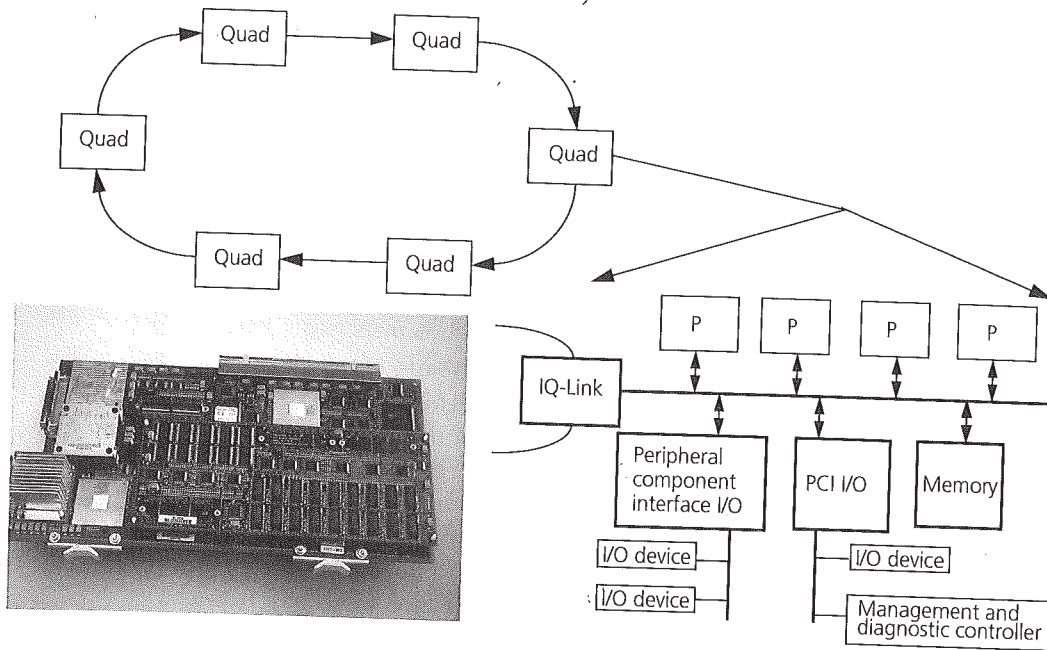 Quad
Quad
Quad
Quad
Quad
Quad
P
P
P
P
IQ-Link
Peripheral
component
interface I/O
PCI I/O
Memory
I/O device
I/O device
I/O device
Management and
diagnostic controller